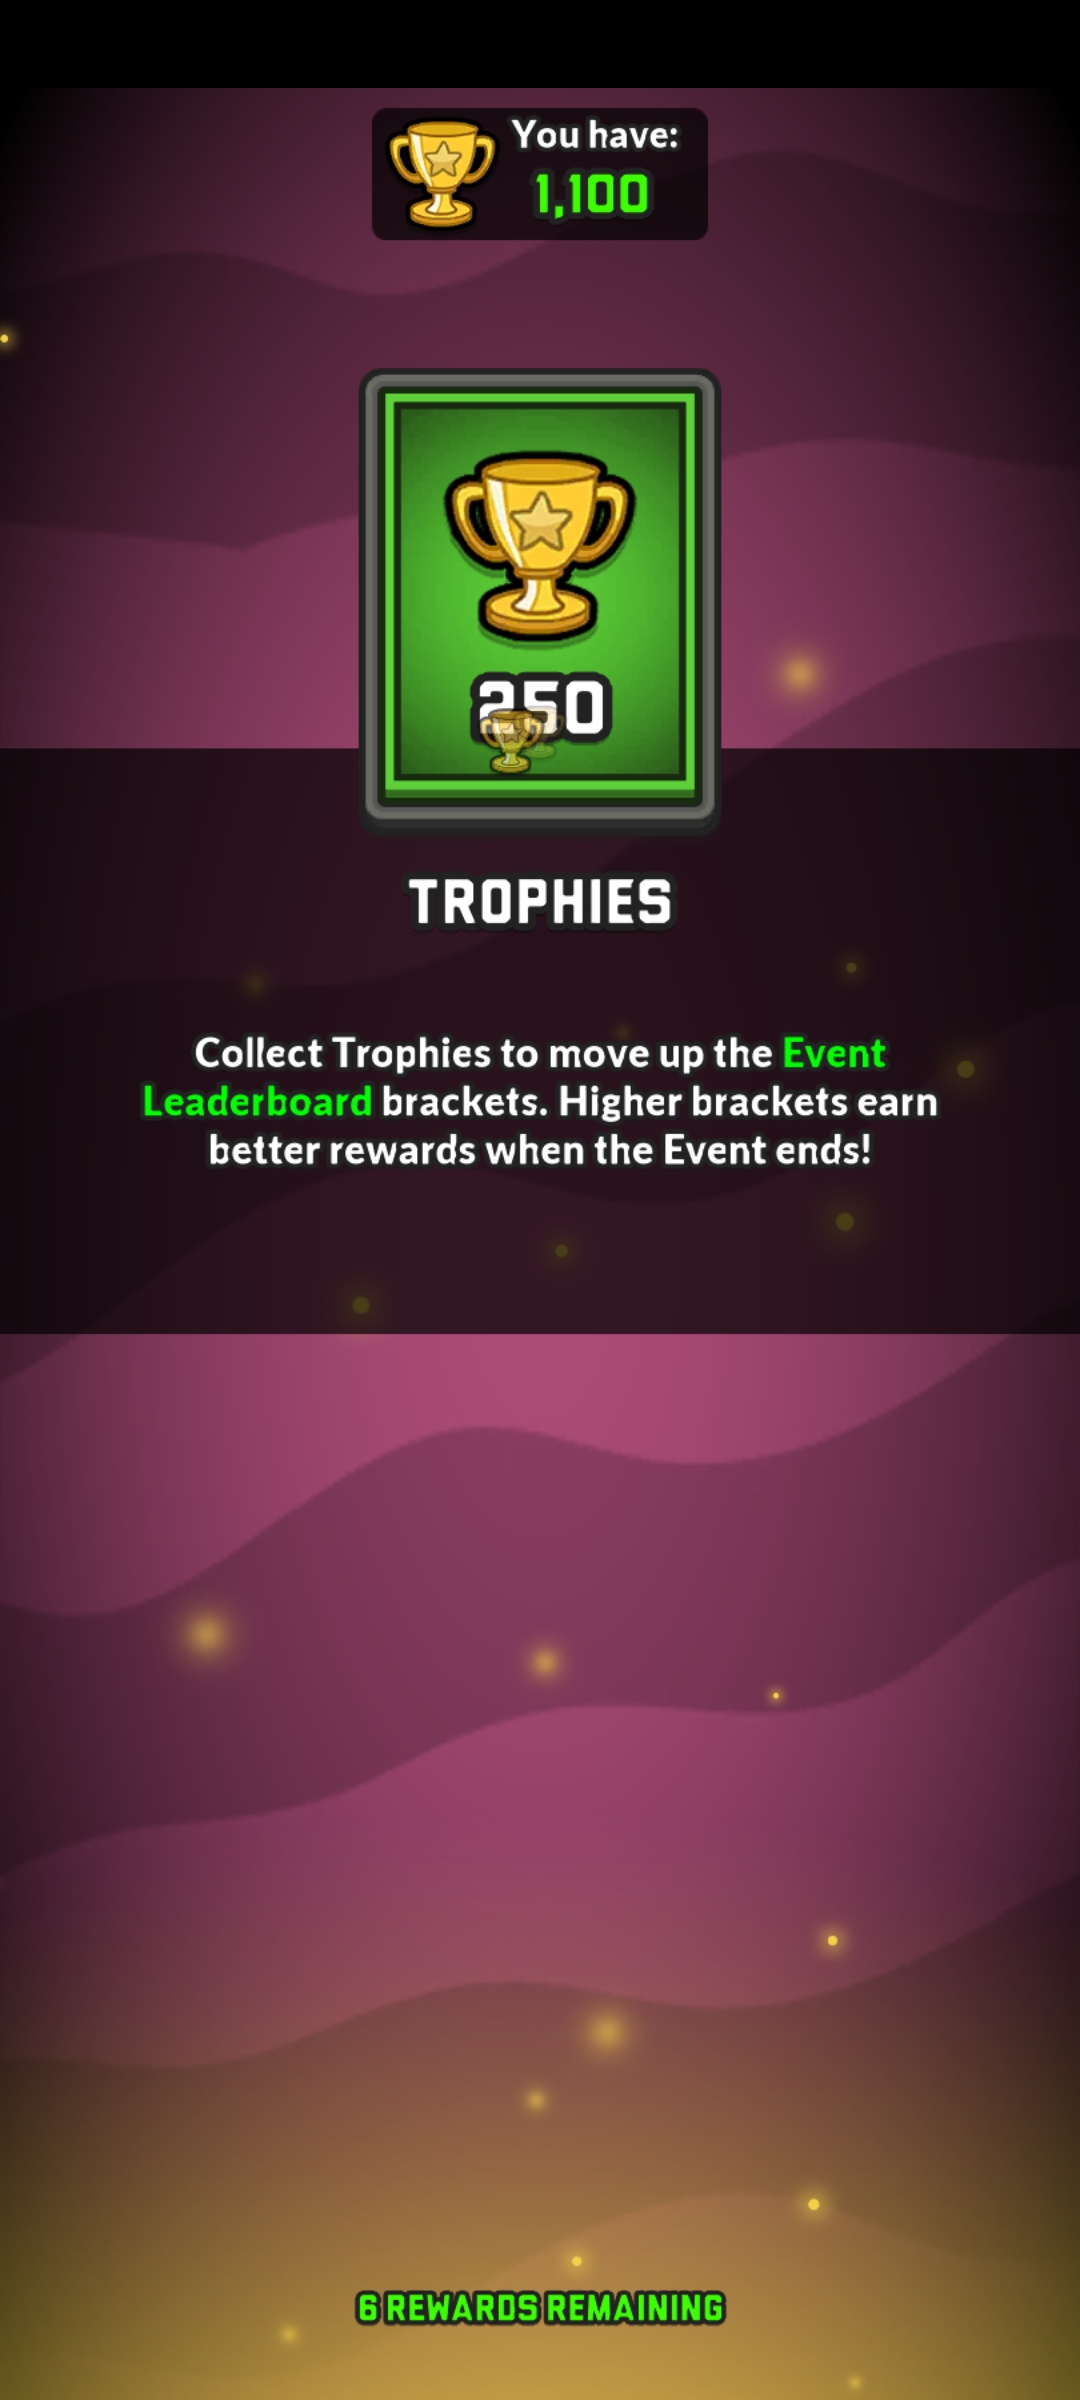 You have:
1,100
250
TROPHIES
Collect Trophies to move up the Event
Leaderboard brackets. Higher brackets earn
better rewards when the Event ends!
6 REWARDS REMAINING